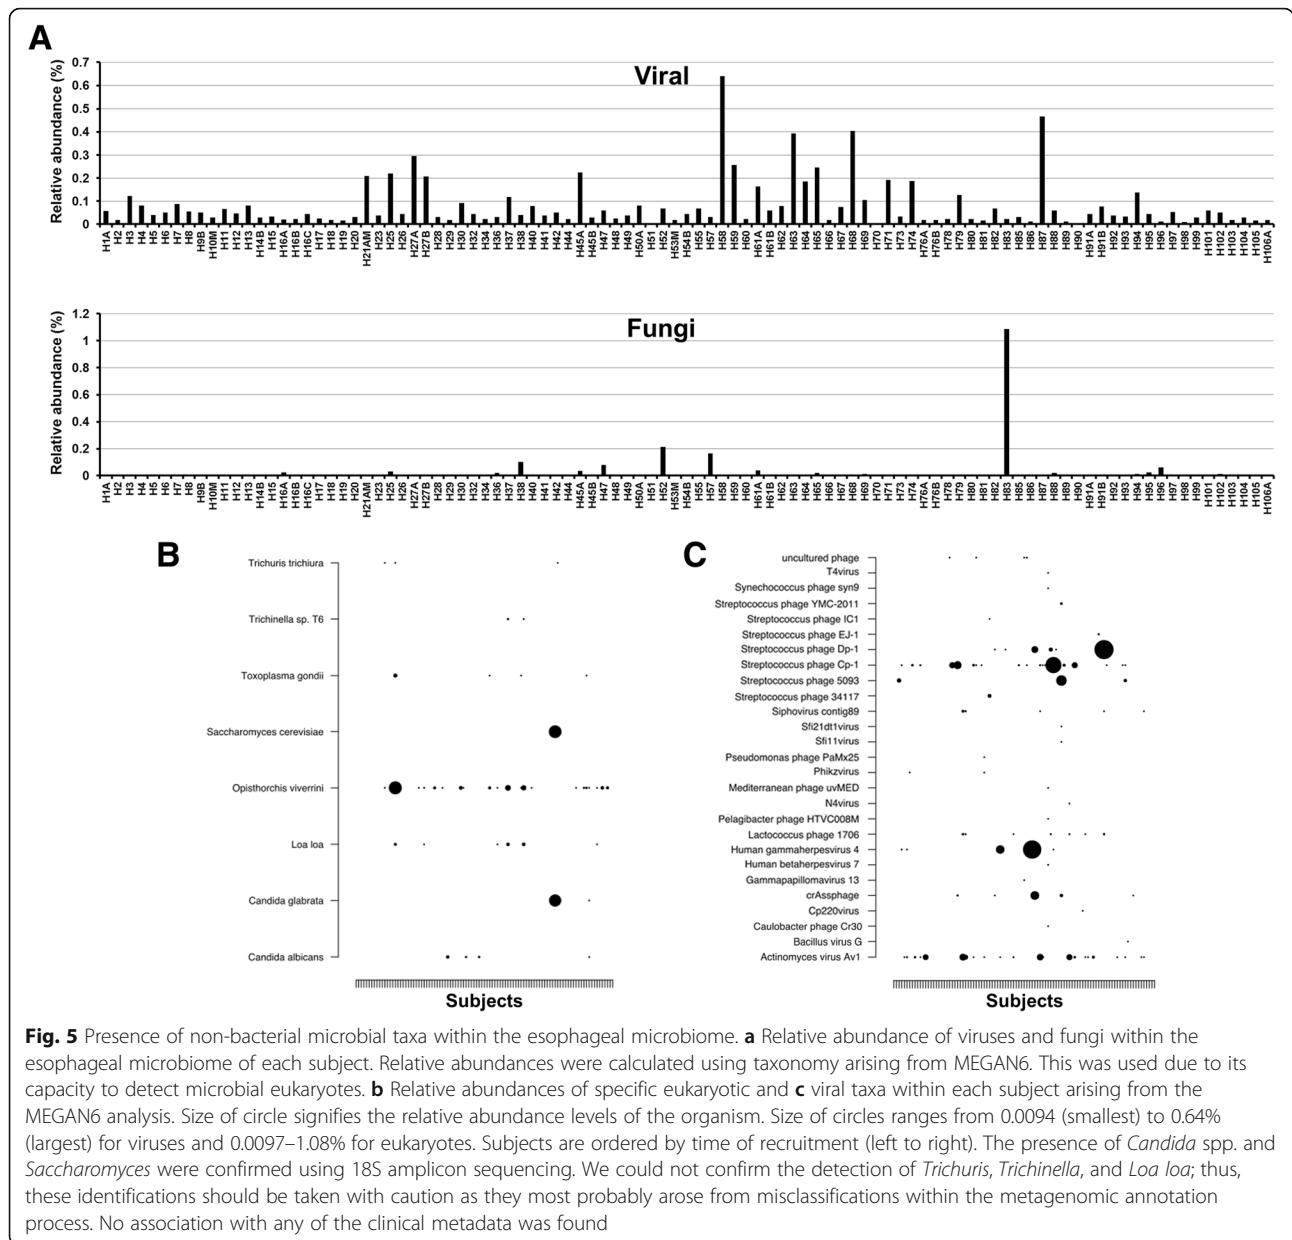 A
Viral
Relative abundance (%)
0.7
0.6
0.5
0.4
0.3
0.2
0.1
0
H1A H2 H3 H4 H5 H6 H7 H8 H9B H10M H11 H12 H13 H14B H15 H16A H16B H16C H17 H18 H19 H20 H21AM H23 H25 H26 H27A H27B H28 H29 H30 H32 H34 H36 H37 H38 H40 H41 H42 H44 H45A H45B H47 H48 H49 H50A H51 H52 H53M H54B H55 H57 H58 H59 H60 H61A H61B H62 H63 H64 H65 H66 H67 H68 H69 H70 H71 H73 H74 H76A H76B H78 H79 H80 H81 H82 H83 H85 H86 H87 H88 H89 H90 H91A H91B H92 H93 H94 H95 H96 H97 H98 H99 H101 H102 H103 H104 H105 H106A
Fungi
Relative abundance (%)
1.2
1
0.8
0.6
0.4
0.2
0
H1A H2 H3 H4 H5 H6 H7 H8 H9B H10M H11 H12 H13 H14B H15 H16A H16B H16C H17 H18 H19 H20 H21AM H23 H25 H26 H27A H27B H28 H29 H30 H32 H34 H36 H37 H38 H40 H41 H42 H44 H45A H45B H47 H48 H49 H50A H51 H52 H53M H54B H55 H57 H58 H59 H60 H61A H61B H62 H63 H64 H65 H66 H67 H68 H69 H70 H71 H73 H74 H76A H76B H78 H79 H80 H81 H82 H83 H85 H86 H87 H88 H89 H90 H91A H91B H92 H93 H94 H95 H96 H97 H98 H99 H101 H102 H103 H104 H105 H106A
B
Trichuris trichiura
Trichinella sp. T6
Toxoplasma gondii
Saccharomyces cerevisiae
Opisthorchis viverrini
Loa loa
Candida glabrata
Candida albicans
Subjects
C
uncultured phage
T4virus
Synechococcus phage syn9
Streptococcus phage YMC-2011
Streptococcus phage IC1
Streptococcus phage EJ-1
Streptococcus phage Dp-1
Streptococcus phage Cp-1
Streptococcus phage 5093
Streptococcus phage 34117
Siphovirus contig89
Sfi21dt1virus
Sfi11virus
Pseudomonas phage PaMx25
Phikzvirus
Mediterranean phage uvMED
N4virus
Pelagibacter phage HTVC008M
Lactococcus phage 1706
Human gammaherpesvirus 4
Human betaherpesvirus 7
Gammapapillomavirus 13
crAssphage
Cp220virus
Caulobacter phage Cr30
Bacillus virus G
Actinomyces virus Av1
Subjects
Fig. 5 Presence of non-bacterial microbial taxa within the esophageal microbiome. a Relative abundance of viruses and fungi within the
esophageal microbiome of each subject. Relative abundances were calculated using taxonomy arising from MEGAN6. This was used due to its
capacity to detect microbial eukaryotes. b Relative abundances of specific eukaryotic and c viral taxa within each subject arising from the
MEGAN6 analysis. Size of circle signifies the relative abundance levels of the organism. Size of circles ranges from 0.0094 (smallest) to 0.64%
(largest) for viruses and 0.0097–1.08% for eukaryotes. Subjects are ordered by time of recruitment (left to right). The presence of Candida spp. and
Saccharomyces were confirmed using 18S amplicon sequencing. We could not confirm the detection of Trichuris, Trichinella, and Loa loa; thus,
these identifications should be taken with caution as they most probably arose from misclassifications within the metagenomic annotation
process. No association with any of the clinical metadata was found